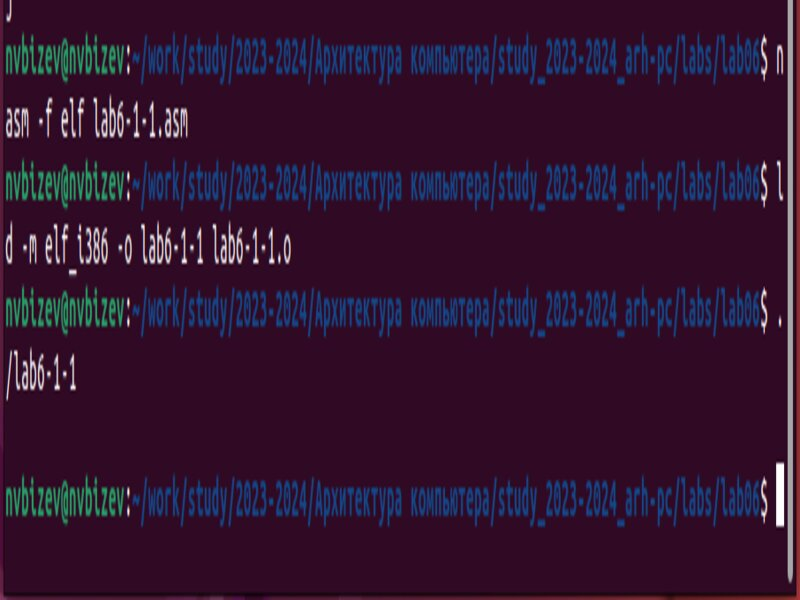 j
nvbizev@nvbizev:~/work/study/2023-2024/Архитектура компьютера/study_2023-2024_arh-pc/labs/lab06$ n
asm -f elf lab6-1-1.asm
nvbizev@nvbizev:~/work/study/2023-2024/Архитектура компьютера/study_2023-2024_arh-pc/labs/lab06$ l
d -m elf_i386 -o lab6-1-1 lab6-1-1.o
nvbizev@nvbizev:~/work/study/2023-2024/Архитектура компьютера/study_2023-2024_arh-pc/labs/lab06$ .
/lab6-1-1
nvbizev@nvbizev:~/work/study/2023-2024/Архитектура компьютера/study_2023-2024_arh-pc/labs/lab06$